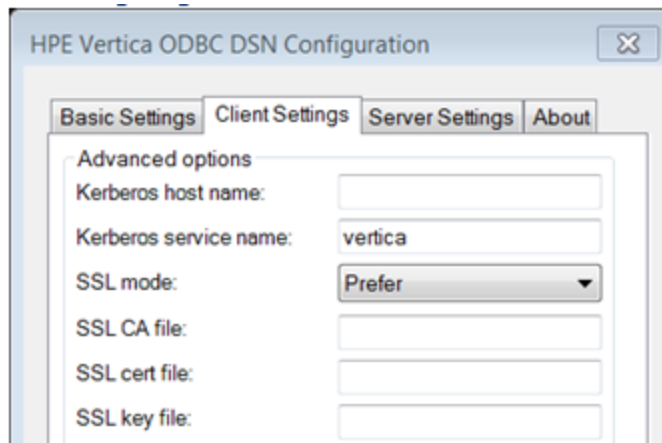 HPE Vertica ODBC DSN Configuration
Basic Settings Client Settings Server Settings About
Advanced options
Kerberos host name:
Kerberos service name: vertica
SSL mode: Prefer
SSL CA file:
SSL cert file:
SSL key file: